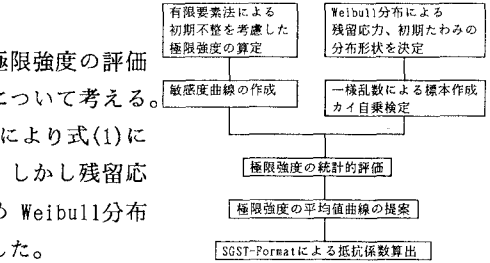 極限強度の評価
について考える。
により式(1)に
しかし残留応
め Weibull分布
した。
有限要素法による
初期不整を考慮した
極限強度の算定
Weibull分布による
残留応力、初期たわみの
分布形状を決定
敏感度曲線の作成
一様乱数による標本作成
カイ自乗検定
極限強度の統計的評価
極限強度の平均値曲線の提案
SGST-Formatによる抵抗係数算出